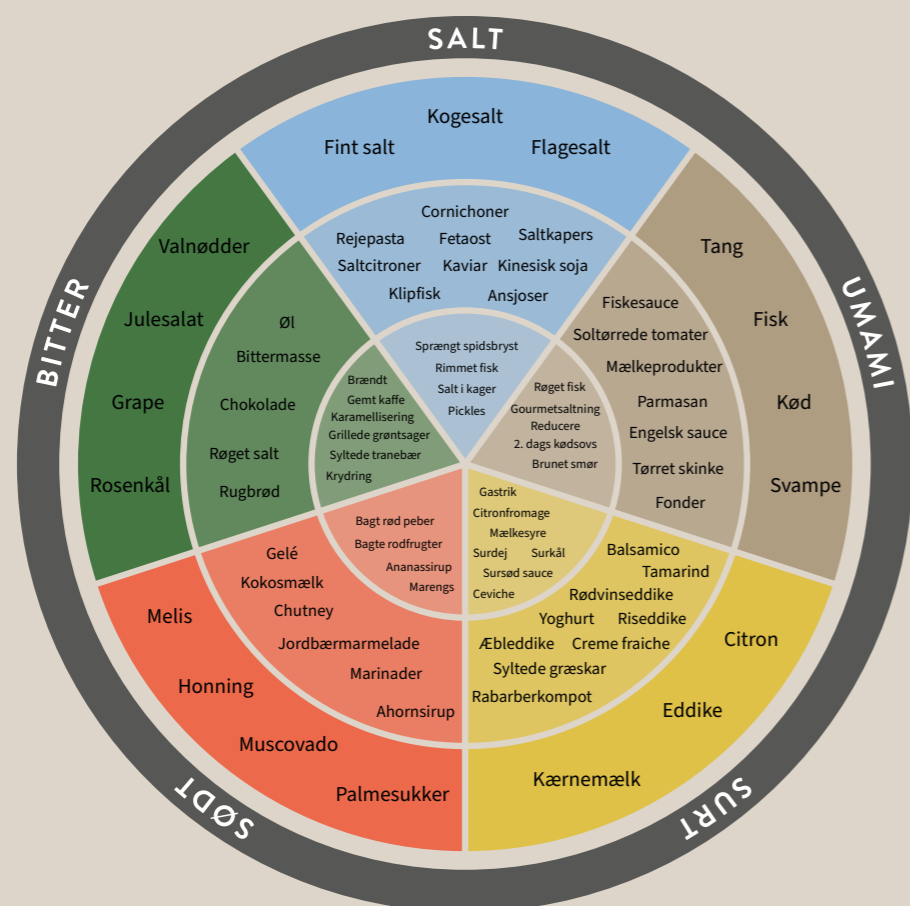 SALT
Kogesalt
Fint salt
Flagesalt
Cornichoner
Rejepasta
Fetaost
Saltkapers
Saltcitroner
Kaviar
Kinesisk soja
Klipfisk
Ansjoser
Sprængt spidsbryst
Rimmet fisk
Salt i kager
Pickles
UMAMI
Tang
Fisk
Kød
Svampe
Fiskesauce
Soltørrede tomater
Mælkeprodukter
Parmasan
Engelsk sauce
Tørret skinke
Fonder
Røget fisk
Gourmetsaltning
Reducere
2. dags kødsovs
Brunet smør
SURT
Citron
Eddike
Kærnemælk
Balsamico
Tamarind
Rødvinseddike
Yoghurt
Riseddike
Æbleddike
Creme fraiche
Syltede græskar
Rabarberkompot
Gastrik
Citronfromage
Mælkesyre
Surdej
Surkål
Sursød sauce
Ceviche
SØDT
Melis
Honning
Muscovado
Palmesukker
Gelé
Kokosmælk
Chutney
Jordbærmarmelade
Marinader
Ahornsirup
Bagt rød peber
Bagte rodfrugter
Ananassirup
Marengs
BITTER
Valnødder
Julesalat
Grape
Rosenkål
Øl
Bittermasse
Chokolade
Røget salt
Rugbrød
Brændt
Gemt kaffe
Karamellisering
Grillede grøntsager
Syltede tranebær
Krydring